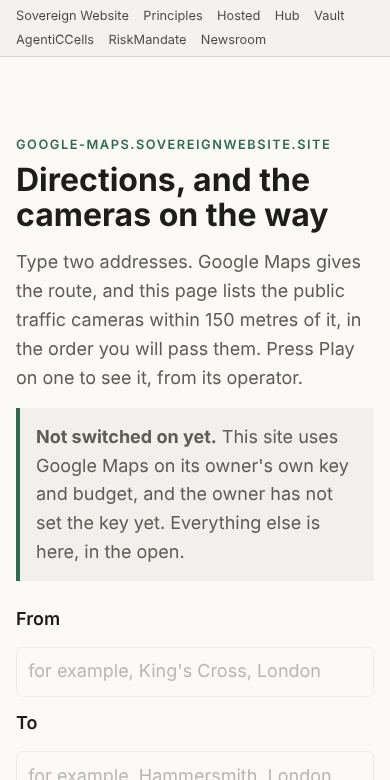 Sovereign Website Principles Hosted Hub Vault
AgentiCCells RiskMandate Newsroom
GOOGLE-MAPS.SOVEREIGNWEBSITE.SITE
Directions, and the
cameras on the way
Type two addresses. Google Maps gives
the route, and this page lists the public
traffic cameras within 150 metres of it, in
the order you will pass them. Press Play
on one to see it, from its operator.
Not switched on yet. This site uses
Google Maps on its owner's own key
and budget, and the owner has not
set the key yet. Everything else is
here, in the open.
From
for example, King's Cross, London
To
for example, Hammersmith, London